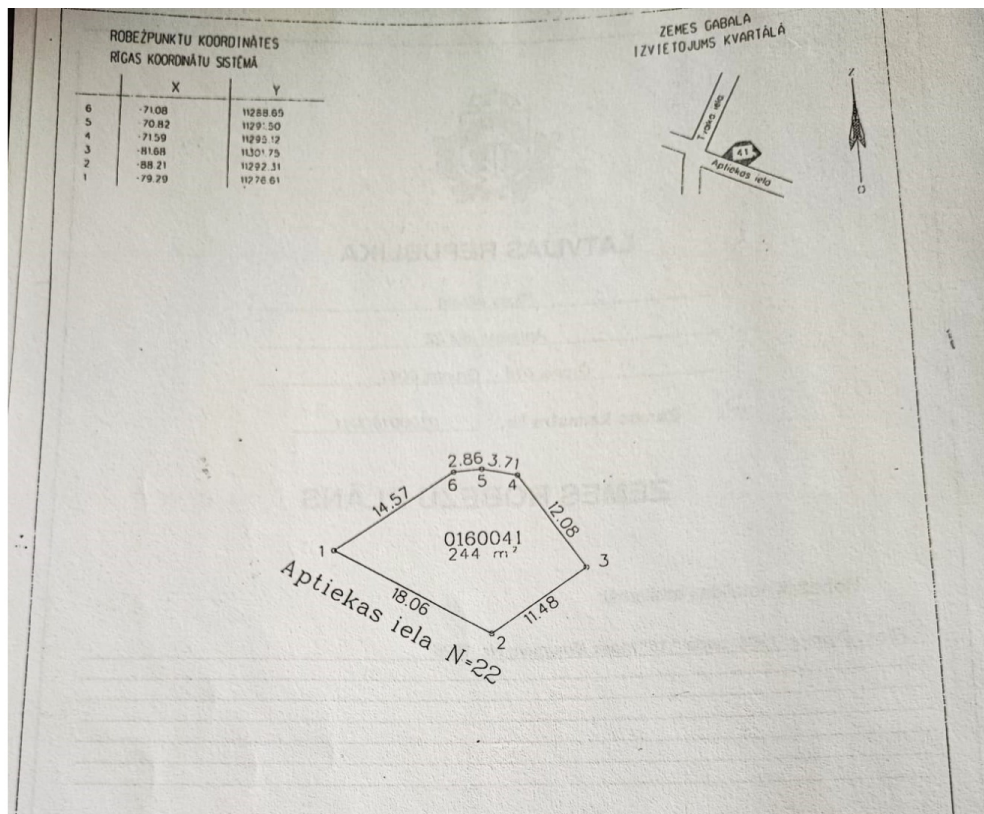 ROBEŽPUNKTU KOORDINĀTES
RĪGAS KOORDINĀTU SISTĒMĀ
X Y
6 -71.08 11288.65
5 -70.82 11291.50
4 -71.59 11295.12
3 -81.68 11301.75
2 -88.21 11292.31
1 -79.29 11276.61
ZEMES GABALA
IZVIETOJUMS KVARTĀLĀ
Z
iela
41
Aptiekas iela
D
2.86 3.71
6 5 4
14.57
12.08
0160041
244 m²
1
3
18.06
11.48
2
Aptiekas iela N=22